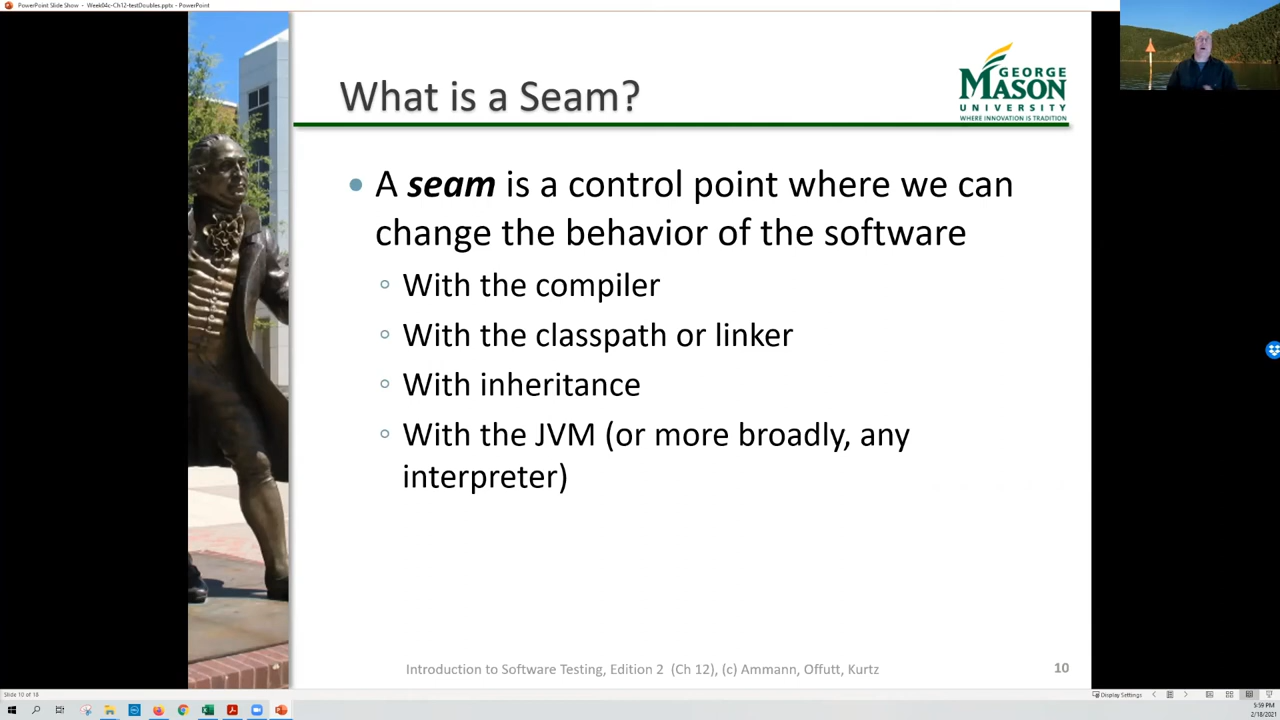 PowerPoint Slide Show - Week04c-Ch12-testDoubles.pptx - PowerPoint
What is a Seam?
GEORGE
MASON
UNIVERSITY
WHERE INNOVATION IS TRADITION
• A seam is a control point where we can
change the behavior of the software
◦ With the compiler
◦ With the classpath or linker
◦ With inheritance
◦ With the JVM (or more broadly, any
interpreter)
Introduction to Software Testing, Edition 2 (Ch 12), (c) Ammann, Offutt, Kurtz
10
Slide 10 of 16
Display Settings
5:59 PM
2/18/2021